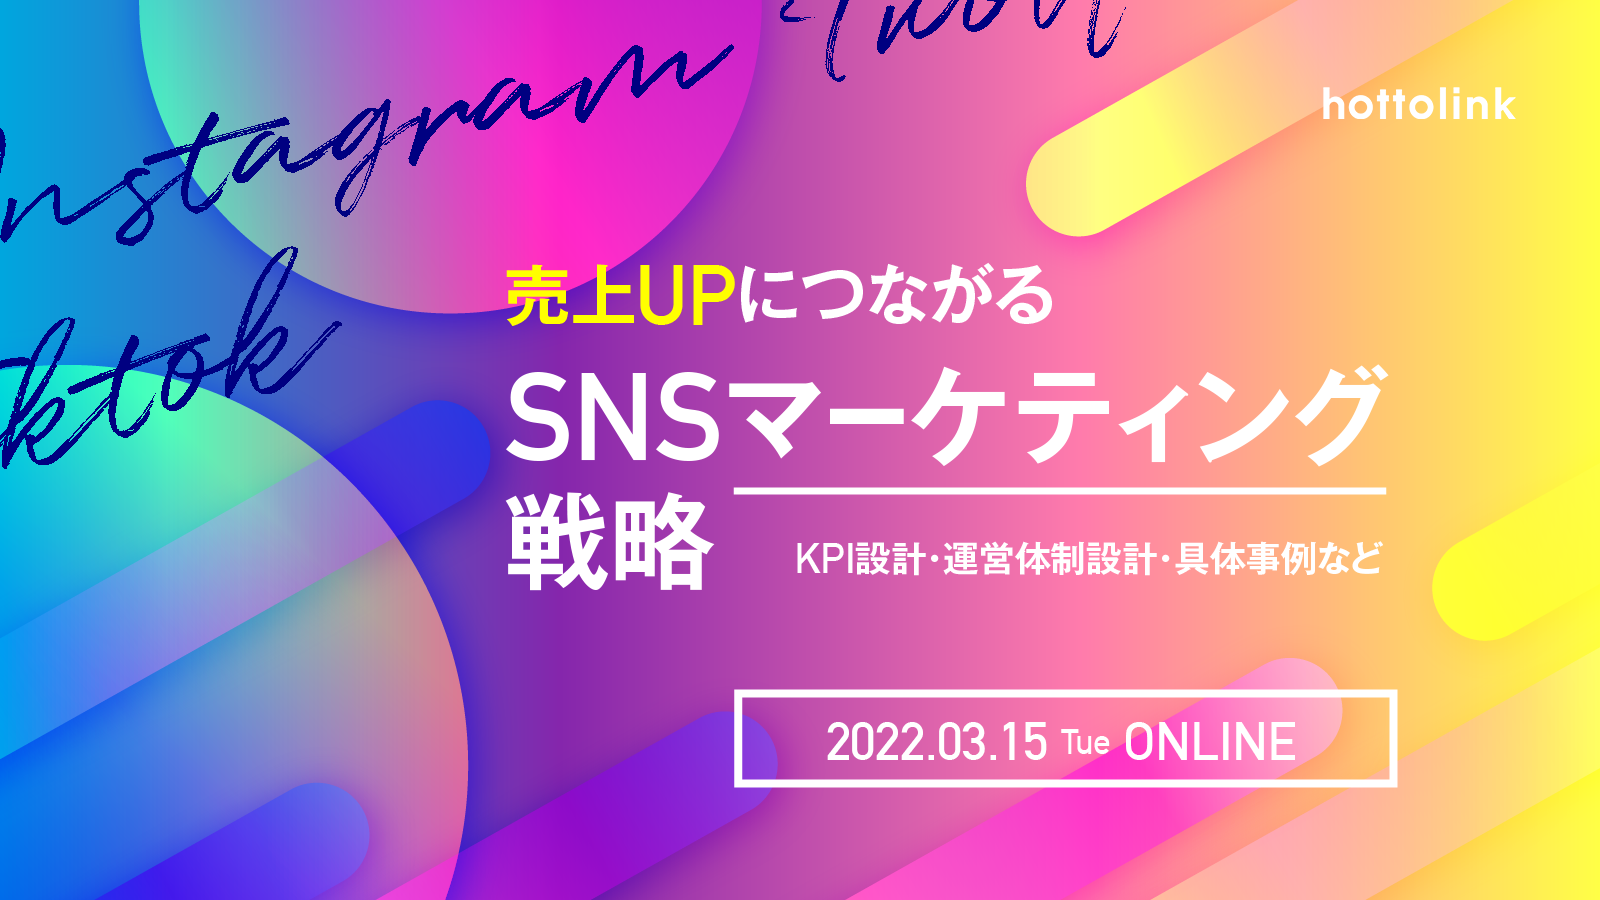 Instagram
hottolink
売上UPにつながる
SNSマーケティング
戦略
KPI設計・運営体制設計・具体事例など
2022.03.15 Tue ONLINE